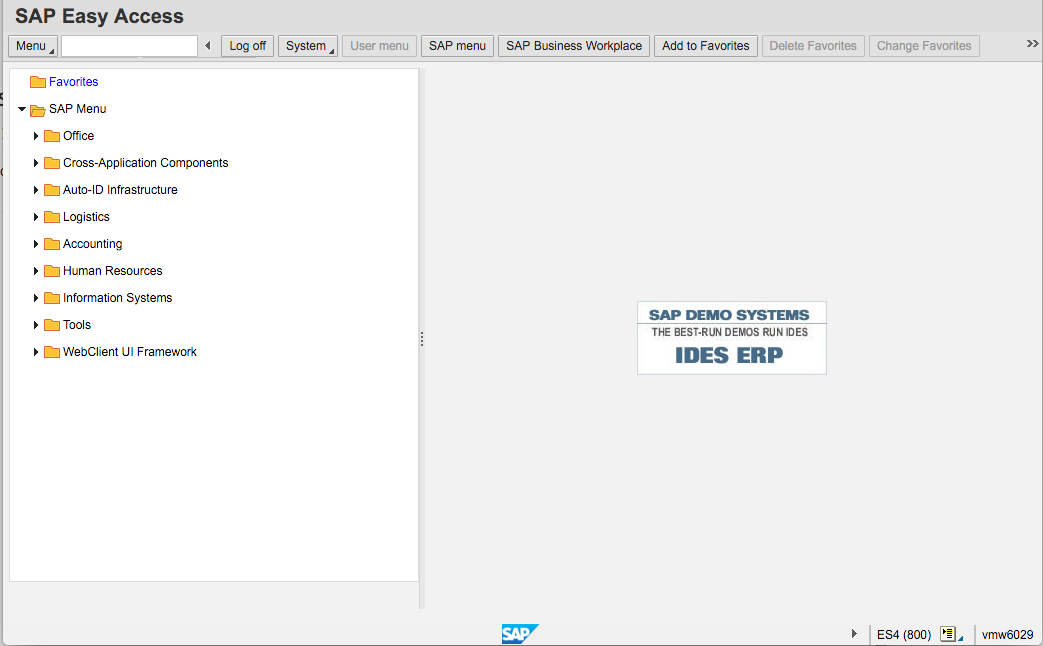 SAP Easy Access
Menu Log off System User menu SAP menu SAP Business Workplace Add to Favorites Delete Favorites Change Favorites
Favorites
SAP Menu
Office
Cross-Application Components
Auto-ID Infrastructure
Logistics
Accounting
Human Resources
Information Systems
Tools
WebClient UI Framework
SAP DEMO SYSTEMS
THE BEST-RUN DEMOS RUN IDES
IDES ERP
SAP ES4 (800) vmw6029